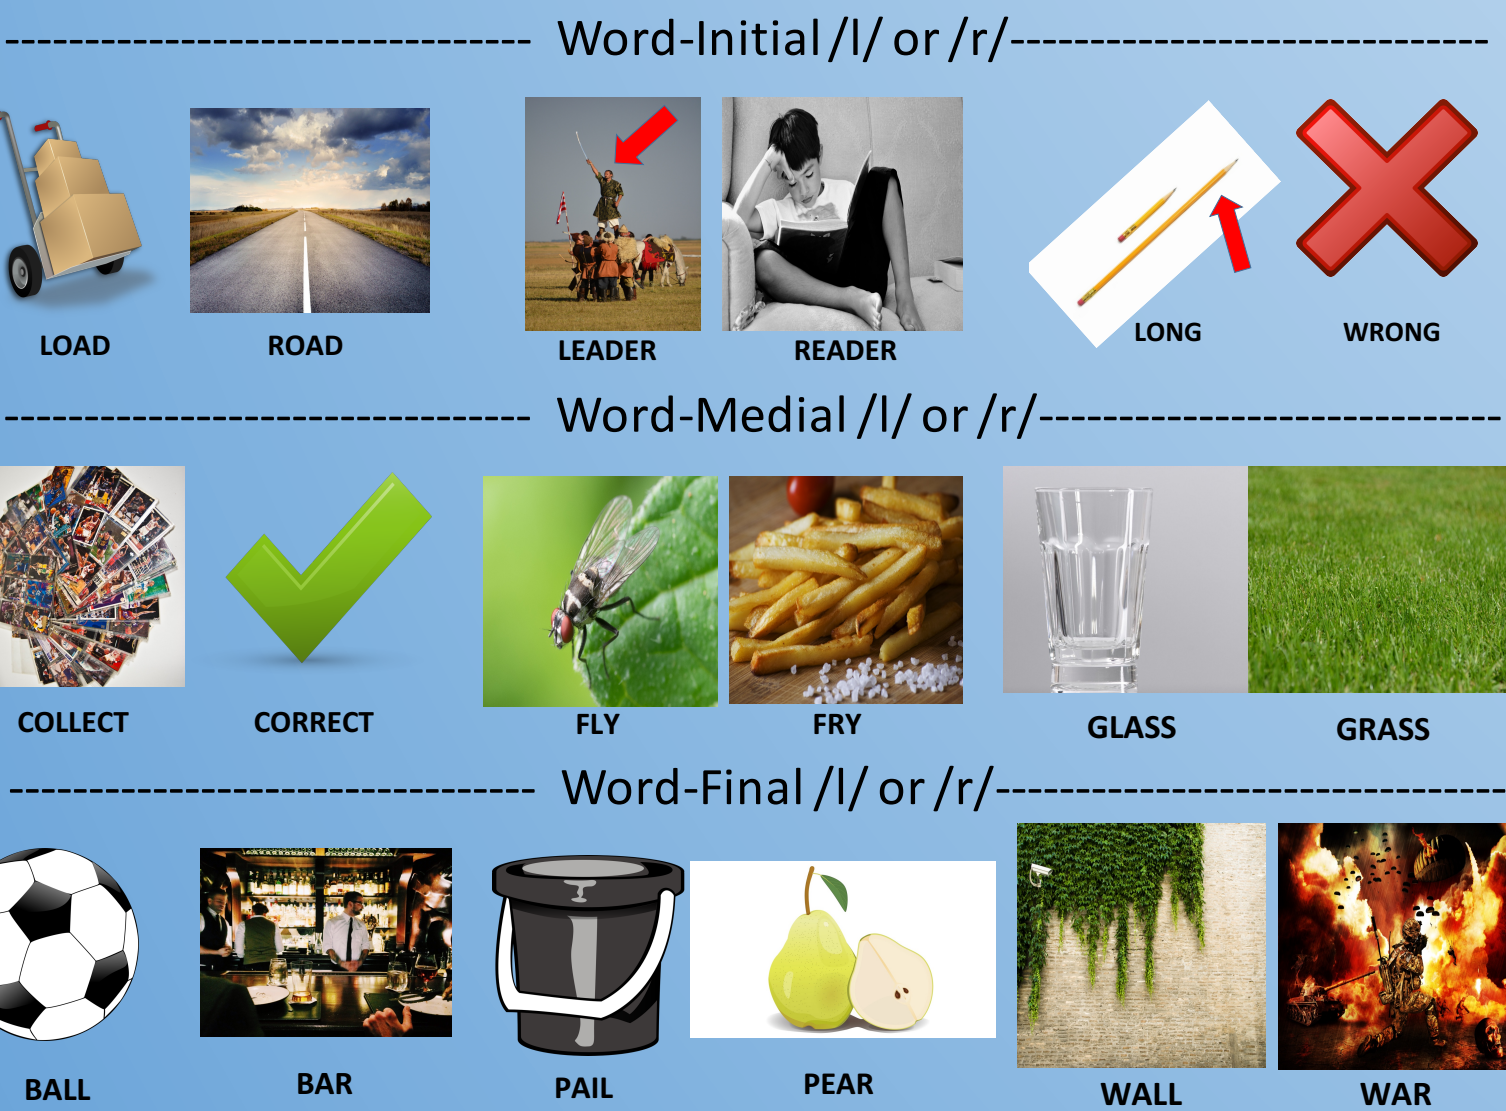 --------------------------------- Word-Initial /l/ or /r/------------------------------
LOAD ROAD LEADER READER LONG WRONG
--------------------------------- Word-Medial /l/ or /r/-----------------------------
COLLECT CORRECT FLY FRY GLASS GRASS
--------------------------------- Word-Final /l/ or /r/--------------------------------
BALL BAR PAIL PEAR WALL WAR